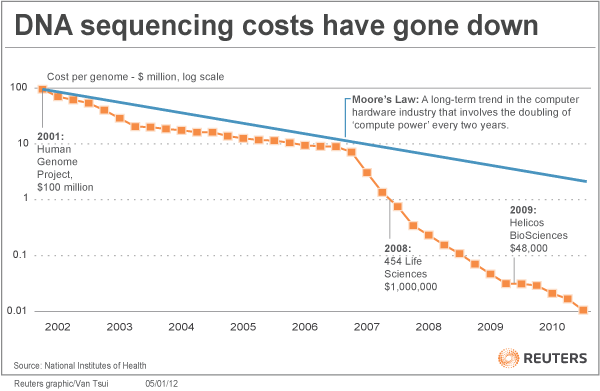 DNA sequencing costs have gone down
Cost per genome - $ million, log scale
100
10
1
0.1
0.01
Moore's Law: A long-term trend in the computer
hardware industry that involves the doubling of
'compute power' every two years.
2001:
Human
Genome
Project,
$100 million
2008:
454 Life
Sciences
$1,000,000
2009:
Helicos
BioSciences
$48,000
2002 2003 2004 2005 2006 2007 2008 2009 2010
Source: National Institutes of Health
REUTERS
Reuters graphic/Van Tsui 05/01/12